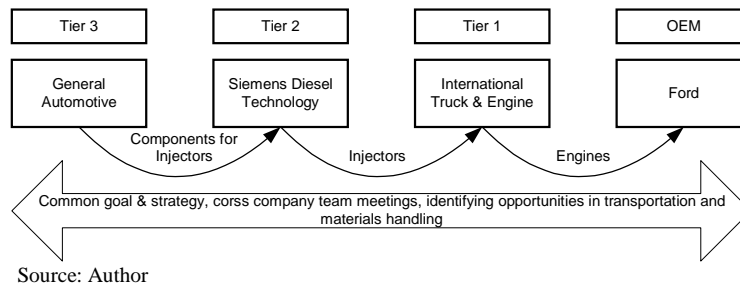 Tier 3
Tier 2
Tier 1
OEM
General
Automotive
Siemens Diesel
Technology
International
Truck & Engine
Ford
Components for
Injectors
Injectors
Engines
Common goal & strategy, corss company team meetings, identifying opportunities in transportation and
materials handling
Source: Author